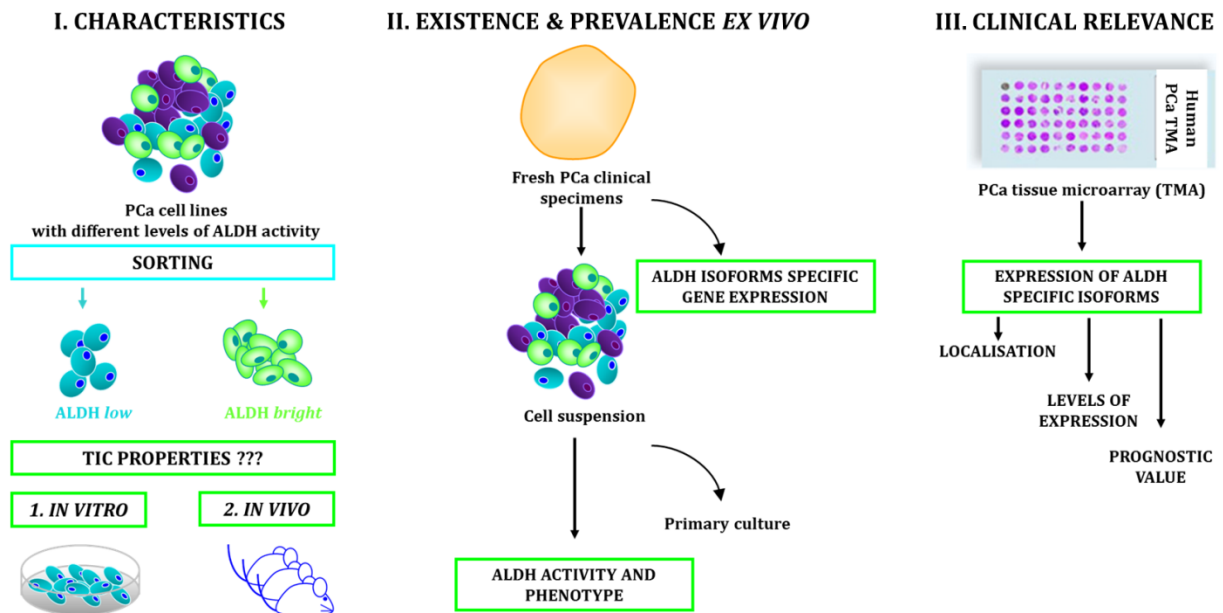 I. CHARACTERISTICS
PCa cell lines
with different levels of ALDH activity
SORTING
ALDH low
ALDH bright
TIC PROPERTIES ???
1. IN VITRO
2. IN VIVO
II. EXISTENCE & PREVALENCE EX VIVO
Fresh PCa clinical
specimens
ALDH ISOFORMS SPECIFIC
GENE EXPRESSION
Cell suspension
Primary culture
ALDH ACTIVITY AND
PHENOTYPE
III. CLINICAL RELEVANCE
Human
PCa TMA
PCa tissue microarray (TMA)
EXPRESSION OF ALDH
SPECIFIC ISOFORMS
LOCALISATION
LEVELS OF
EXPRESSION
PROGNOSTIC
VALUE